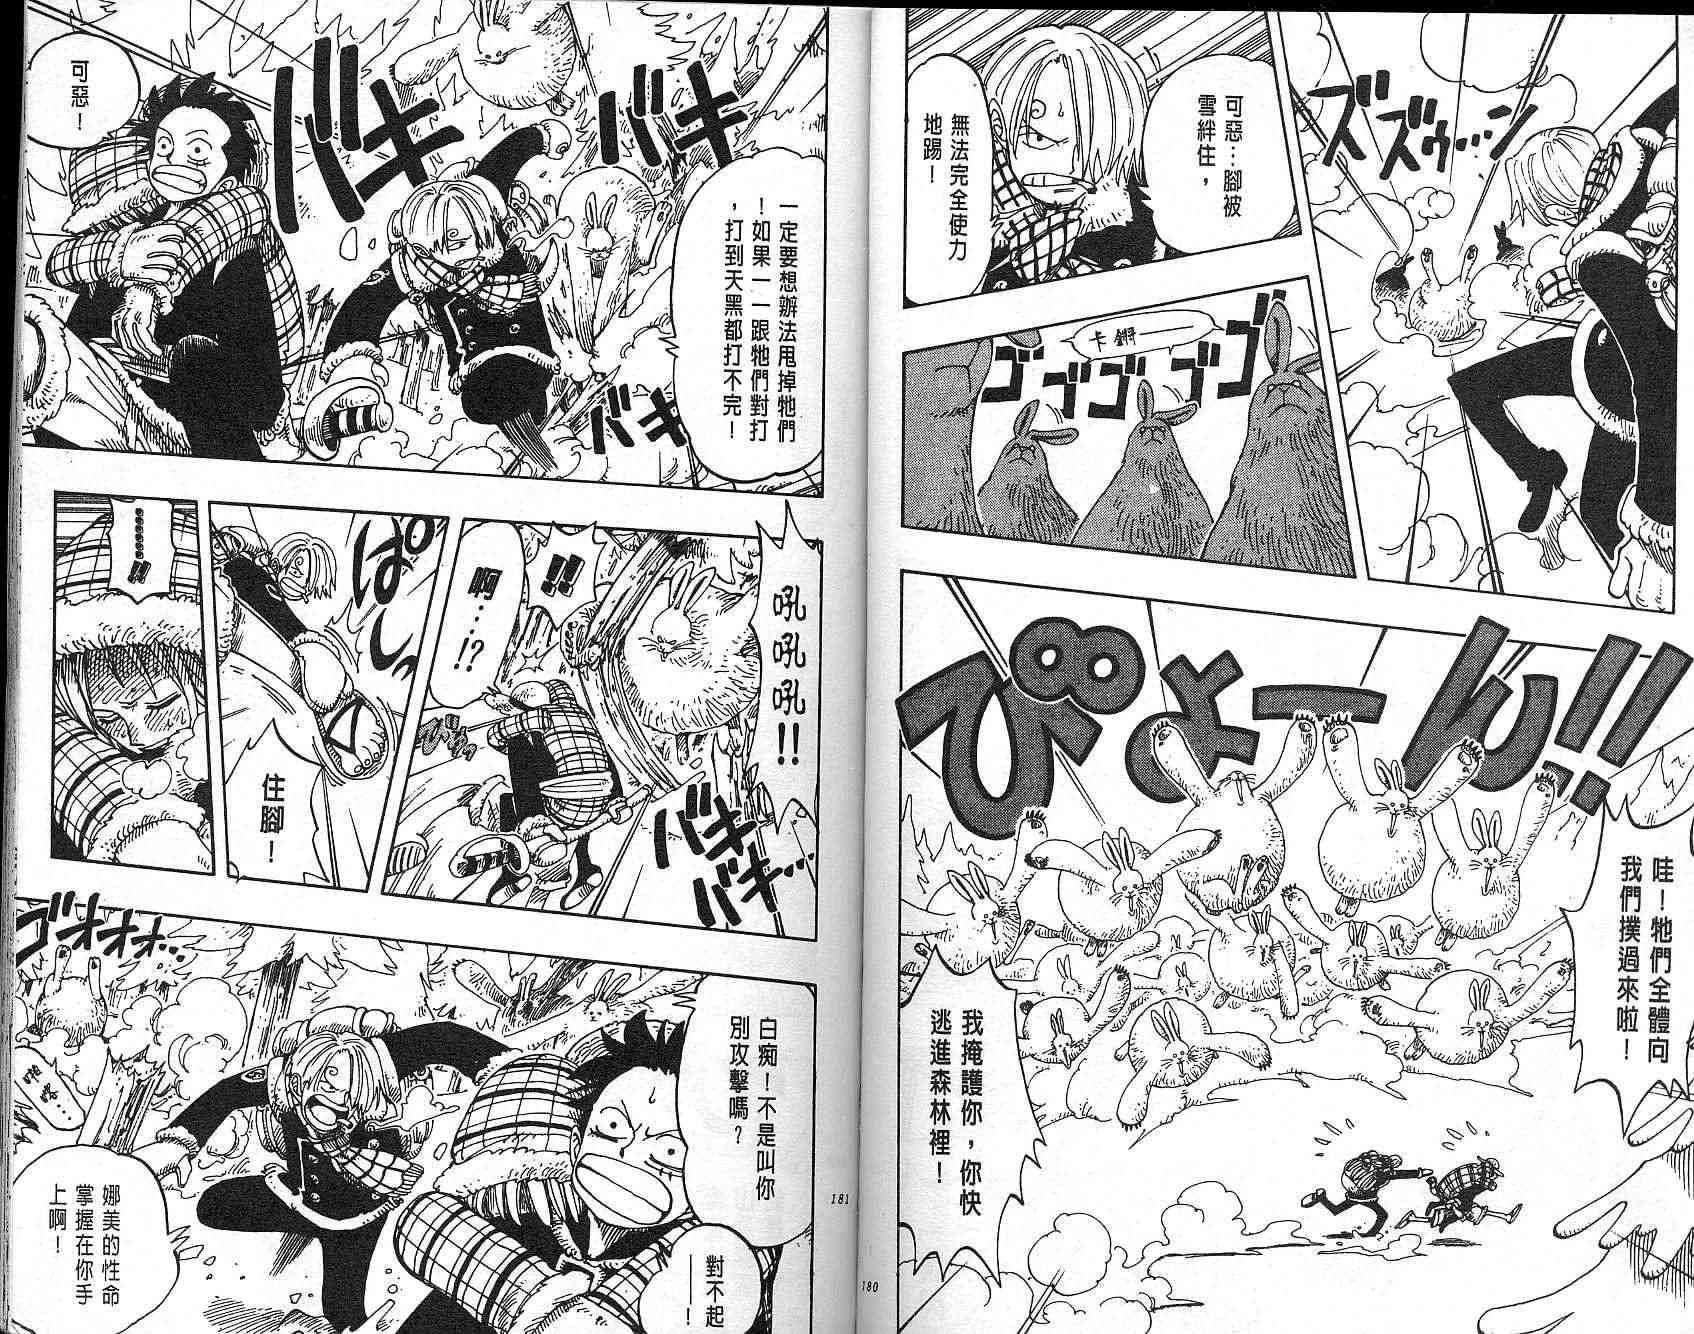 ズズウ…ン
可惡…腳被
雪絆住，
無法完全使力
地踢！
ゴゴゴゴゴ
卡鏘——
ぴょーん!!
哇！牠們全體向
我們撲過來啦！
我掩護你，你快
逃進森林裡！
180
バキ
バキ
可惡！
一定要想辦法甩掉牠們
！如果一一跟牠們對打
，打到天黑都打不完！
バキ
吼吼吼!!
!!
啊…!?
バキバキ…
ぱしっ
住腳！
………!!
ゴオオオ…
白痴！不是叫你
別攻擊嗎？
對不起
——！
娜美的性命
掌握在你手
上啊！
181